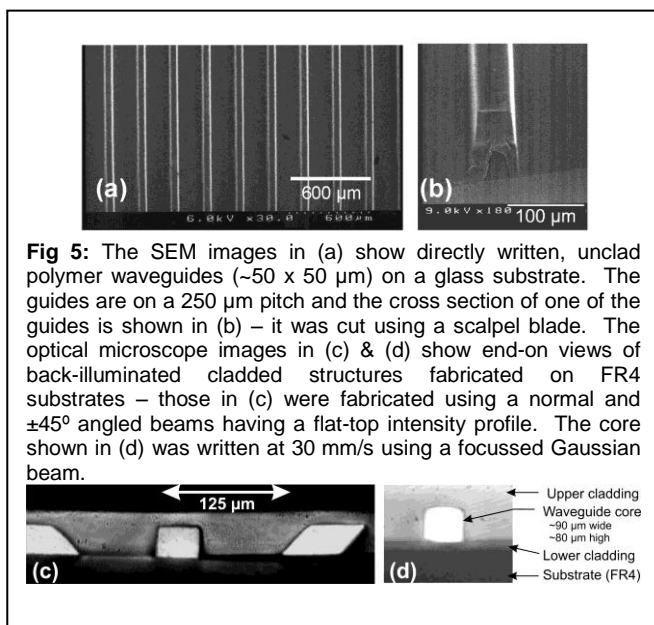 (a)
600 µm
6.0kV x30.0 600µm
(b)
9.0kV x180 100 µm
Fig 5: The SEM images in (a) show directly written, unclad
polymer waveguides (~50 x 50 µm) on a glass substrate. The
guides are on a 250 µm pitch and the cross section of one of the
guides is shown in (b) – it was cut using a scalpel blade. The
optical microscope images in (c) & (d) show end-on views of
back-illuminated cladded structures fabricated on FR4
substrates – those in (c) were fabricated using a normal and
±45º angled beams having a flat-top intensity profile. The core
shown in (d) was written at 30 mm/s using a focussed Gaussian
beam.
125 µm
(c)
(d)
Upper cladding
Waveguide core
~90 µm wide
~80 µm high
Lower cladding
Substrate (FR4)